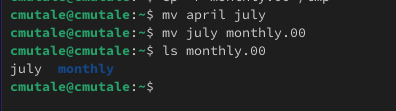 cmutale@cmutale:~$ mv april july
cmutale@cmutale:~$ mv july monthly.00
cmutale@cmutale:~$ ls monthly.00
july monthly
cmutale@cmutale:~$